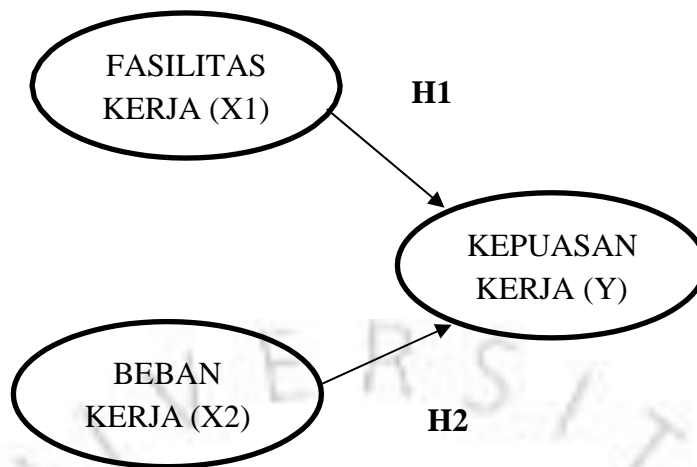 FASILITAS
KERJA (X1)
H1
KEPUASAN
KERJA (Y)
BEBAN
KERJA (X2)
H2